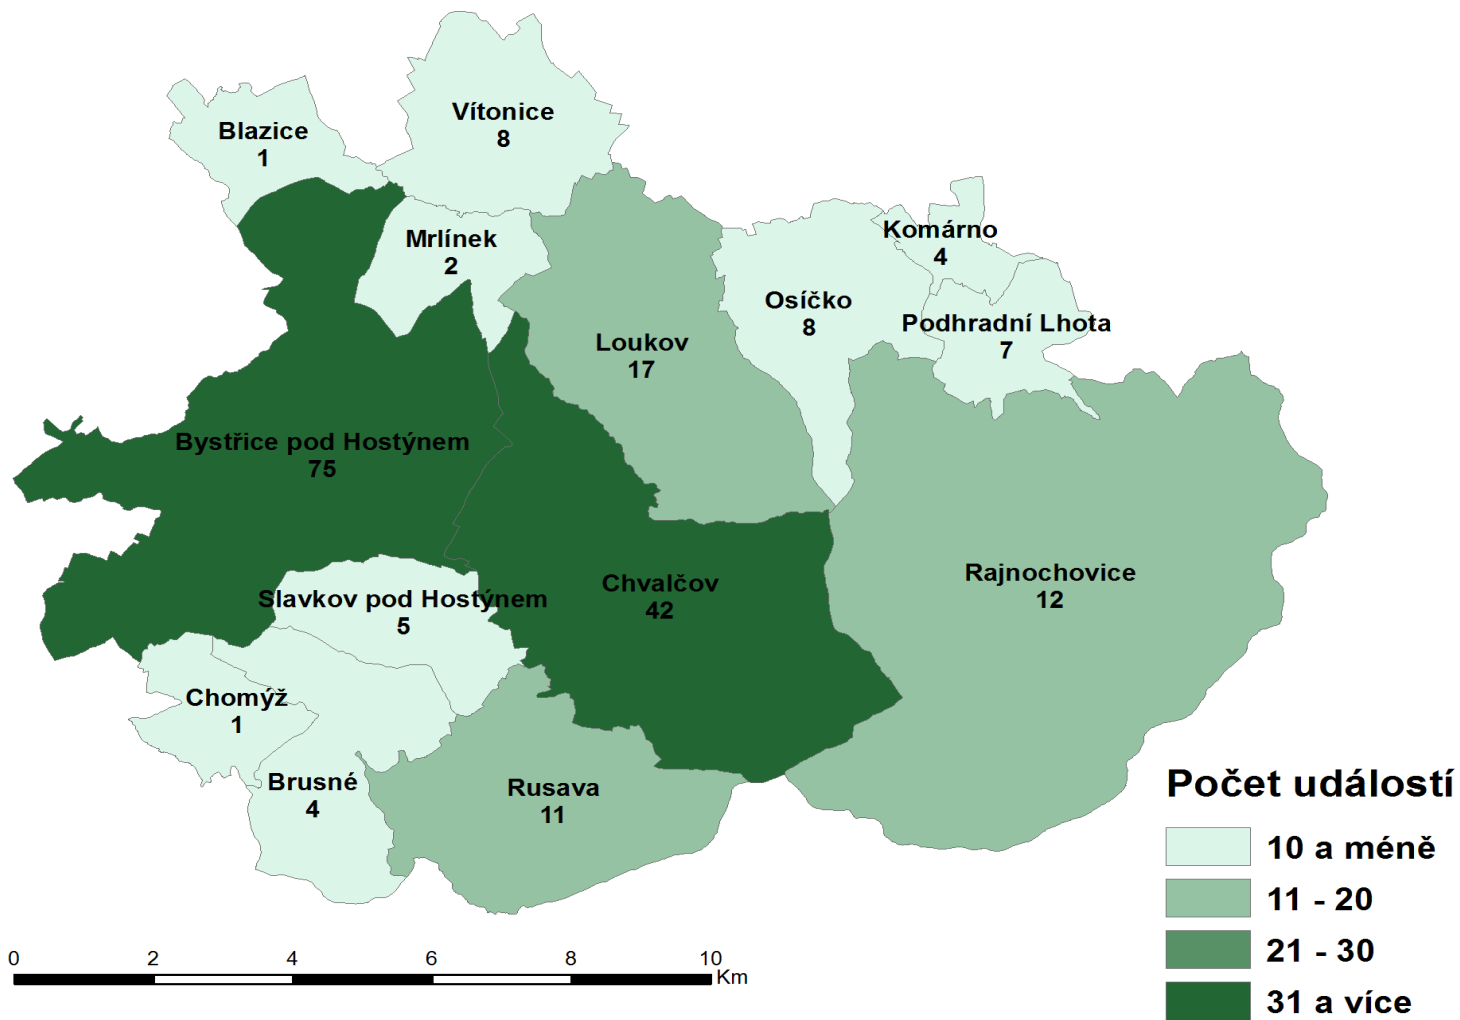 Vítonice
8
Blazice
1
Mrlínek
2
Komárno
4
Osíčko
8
Podhradní Lhota
7
Loukov
17
Bystřice pod Hostýnem
75
Chvalčov
42
Rajnochovice
12
Slavkov pod Hostýnem
5
Chomýž
1
Brusné
4
Rusava
11
Počet událostí
10 a méně
11 - 20
21 - 30
31 a více
0 2 4 6 8 10
Km